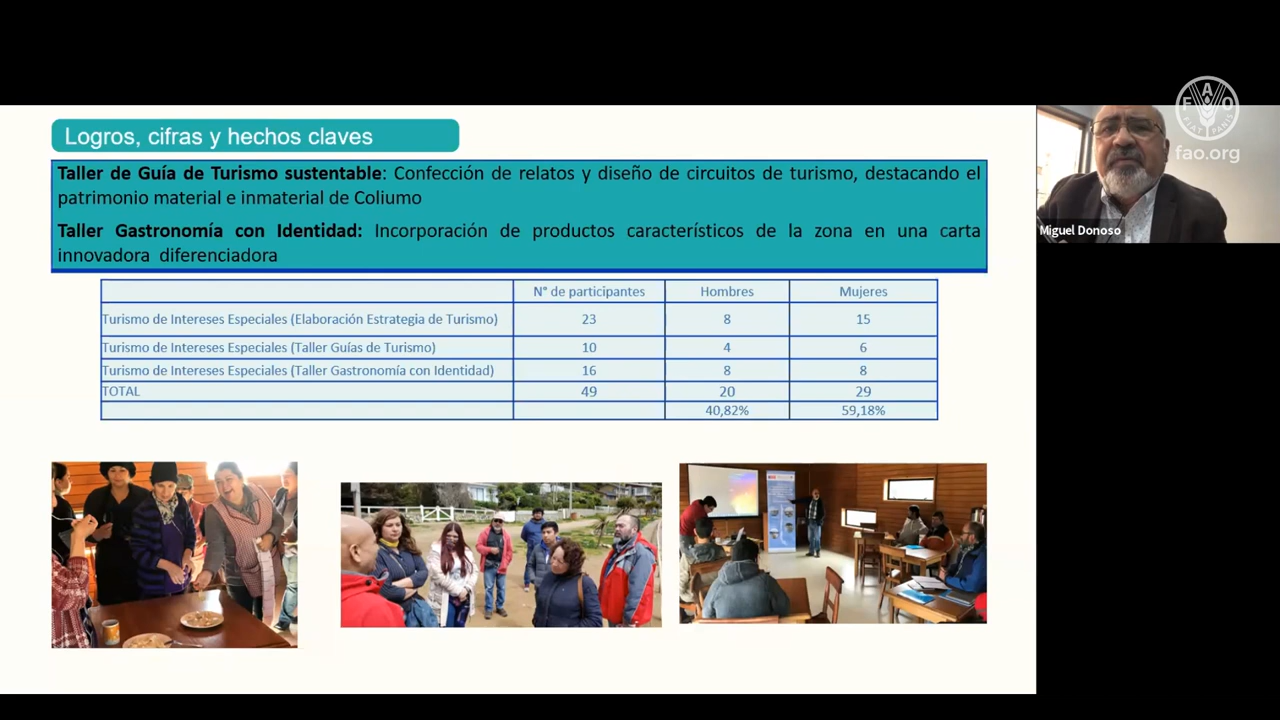 Logros, cifras y hechos claves
Taller de Guía de Turismo sustentable: Confección de relatos y diseño de circuitos de turismo, destacando el
patrimonio material e inmaterial de Coliumo
Taller Gastronomía con Identidad: Incorporación de productos característicos de la zona en una carta
innovadora diferenciadora
N° de participantes Hombres Mujeres
Turismo de Intereses Especiales (Elaboración Estrategia de Turismo) 23 8 15
Turismo de Intereses Especiales (Taller Guías de Turismo) 10 4 6
Turismo de Intereses Especiales (Taller Gastronomía con Identidad) 16 8 8
TOTAL 49 20 29
40,82% 59,18%
FAO
FIAT PANIS
fao.org
Miguel Donoso